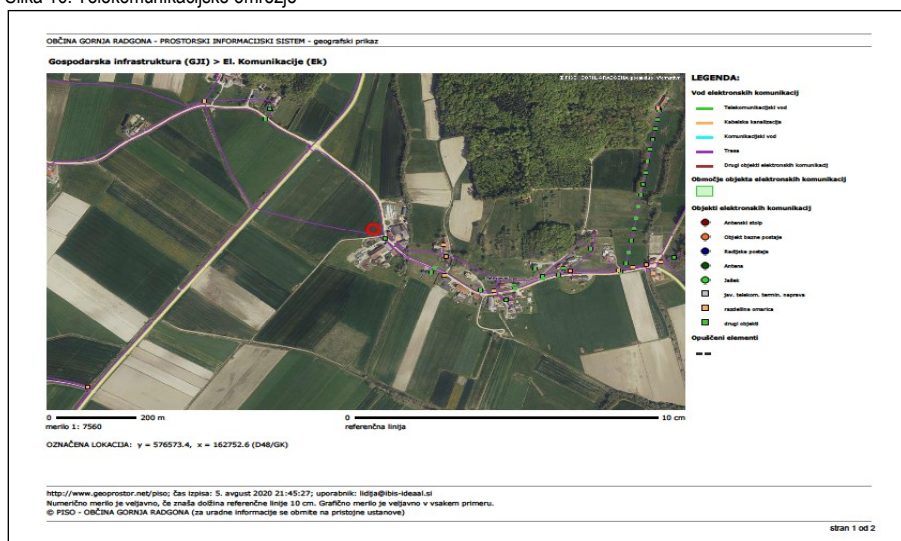 Slika 10: Telekomunikacijsko omrežje
OBČINA GORNJA RADGONA - PROSTORSKI INFORMACIJSKI SISTEM - geografski prikaz
Gospodarska infrastruktura (GJI) > El. Komunikacije (Ek)
LEGENDA:
Vod elektronskih komunikacij
Telekomunikacijski vod
Kabelska kanalizacija
Komunikacijski vod
Trasa
Drugi objekti elektronskih komunikacij
Območje objekta elektronskih komunikacij
Objekti elektronskih komunikacij
Antenski stolp
Objekt bazne postaje
Radijska postaja
Antena
Jašek
jav. telekom. termin. naprava
razdelilna omarica
drugi objekti
Opuščeni elementi
0 200 m
merilo 1: 7560
0 10 cm
referenčna linija
OZNAČENA LOKACIJA: y = 576573.4, x = 162752.6 (D48/GK)
http://www.geoprostor.net/piso; čas izpisa: 5. avgust 2020 21:45:27; uporabnik: lidija@ibis-ideaal.si
Numerično merilo je veljavno, če znaša dolžina referenčne linije 10 cm. Grafično merilo je veljavno v vsakem primeru.
© PISO - OBČINA GORNJA RADGONA (za uradne informacije se obrnite na pristojne ustanove)
stran 1 od 2